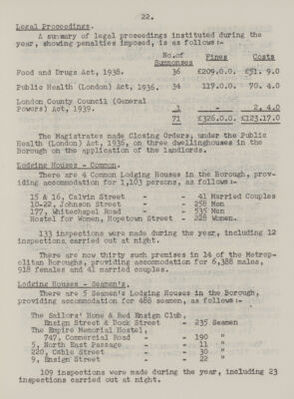 22.
Legal Proceedings.
A summary of legal proceedings instituted during the
year, showing penalties imposed, is as follows:-
No.of Summonses Fines Costs
Food and Drugs Act, 1938. 36 £209.0.0. £51. 9.0
Public Health (London) Act, 1936. 34 117.0.0. 70. 4.0
London County Council (General
Powers) Act, 1939. 1 - 2. 4.0
71 £326.0.0. £123.17.0
The Magistrates made Closing Orders, under the Public
Health (London) Act, 1936, on three dwellinghouses in the
Borough on the application of the landlords.
Lodging Houses - Common.
There are 4 Common Lodging Houses in the Borough, prov-
iding accommodation for 1,103 persons, as follows:-
15 & 16, Calvin Street - - 41 Married Couples
10-22, Johnson Street - - 258 Men
177, Whitechapel Road - - 535 Men
Hostel for Women, Hopetown Street - 228 Women.
133 inspections were made during the year, including 12
inspections, carried out at night.
There are now thirty such premises in 14 of the Metrop-
olitan Boroughs, providing accommodation for 6,388 males,
918 females and 41 married couples.
Lodging Houses - Seamen's.
There are 5 Seamen's Lodging Houses in the Borough,
providing accommodation for 488 seamen, as follows:-
The Sailors' Home & Red Ensign Club,
Ensign Street & Dock Street - 235 Seamen
The Empire Memorial Hostel,
747, Commercial Road - - 190 "
5, North East Passage - - 11 "
220, Cable Street - - 30 "
9, Ensign Street - - 22 "
109 inspections were made during the year, including 23
inspections carried out at night.